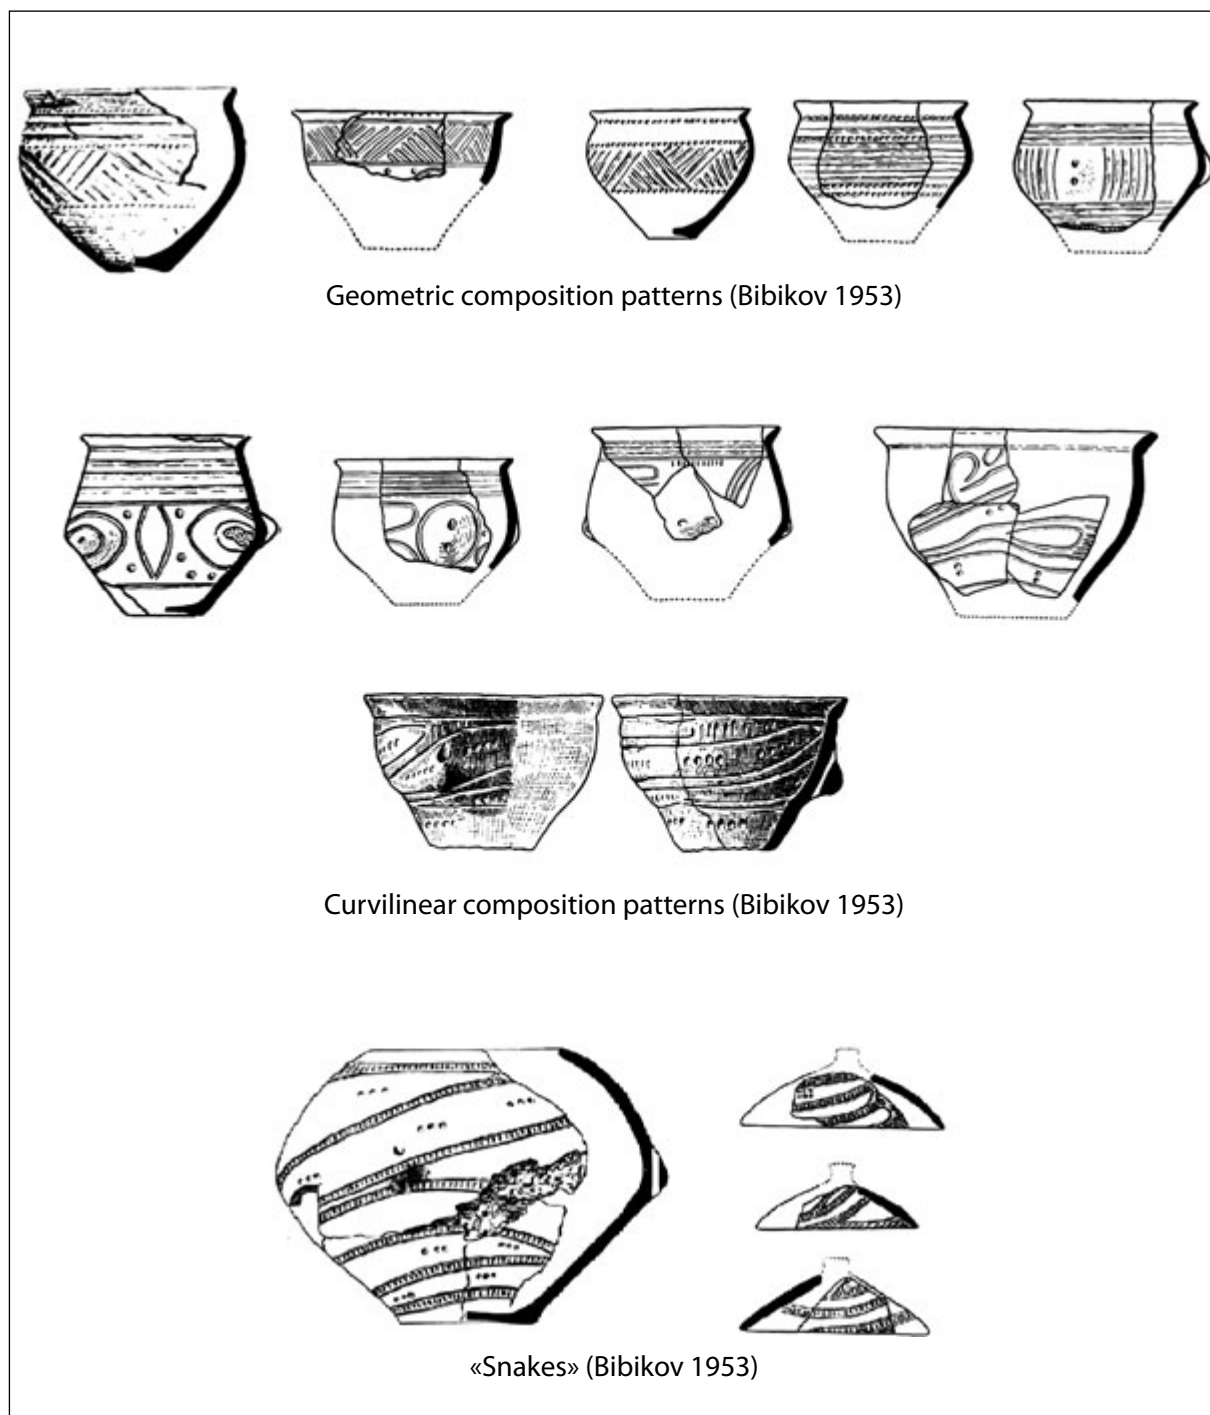 Geometric composition patterns (Bibikov 1953)
Curvilinear composition patterns (Bibikov 1953)
«Snakes» (Bibikov 1953)